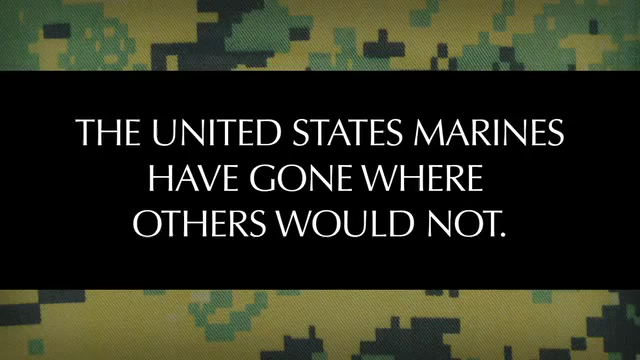 THE UNITED STATES MARINES
HAVE GONE WHERE
OTHERS WOULD NOT.